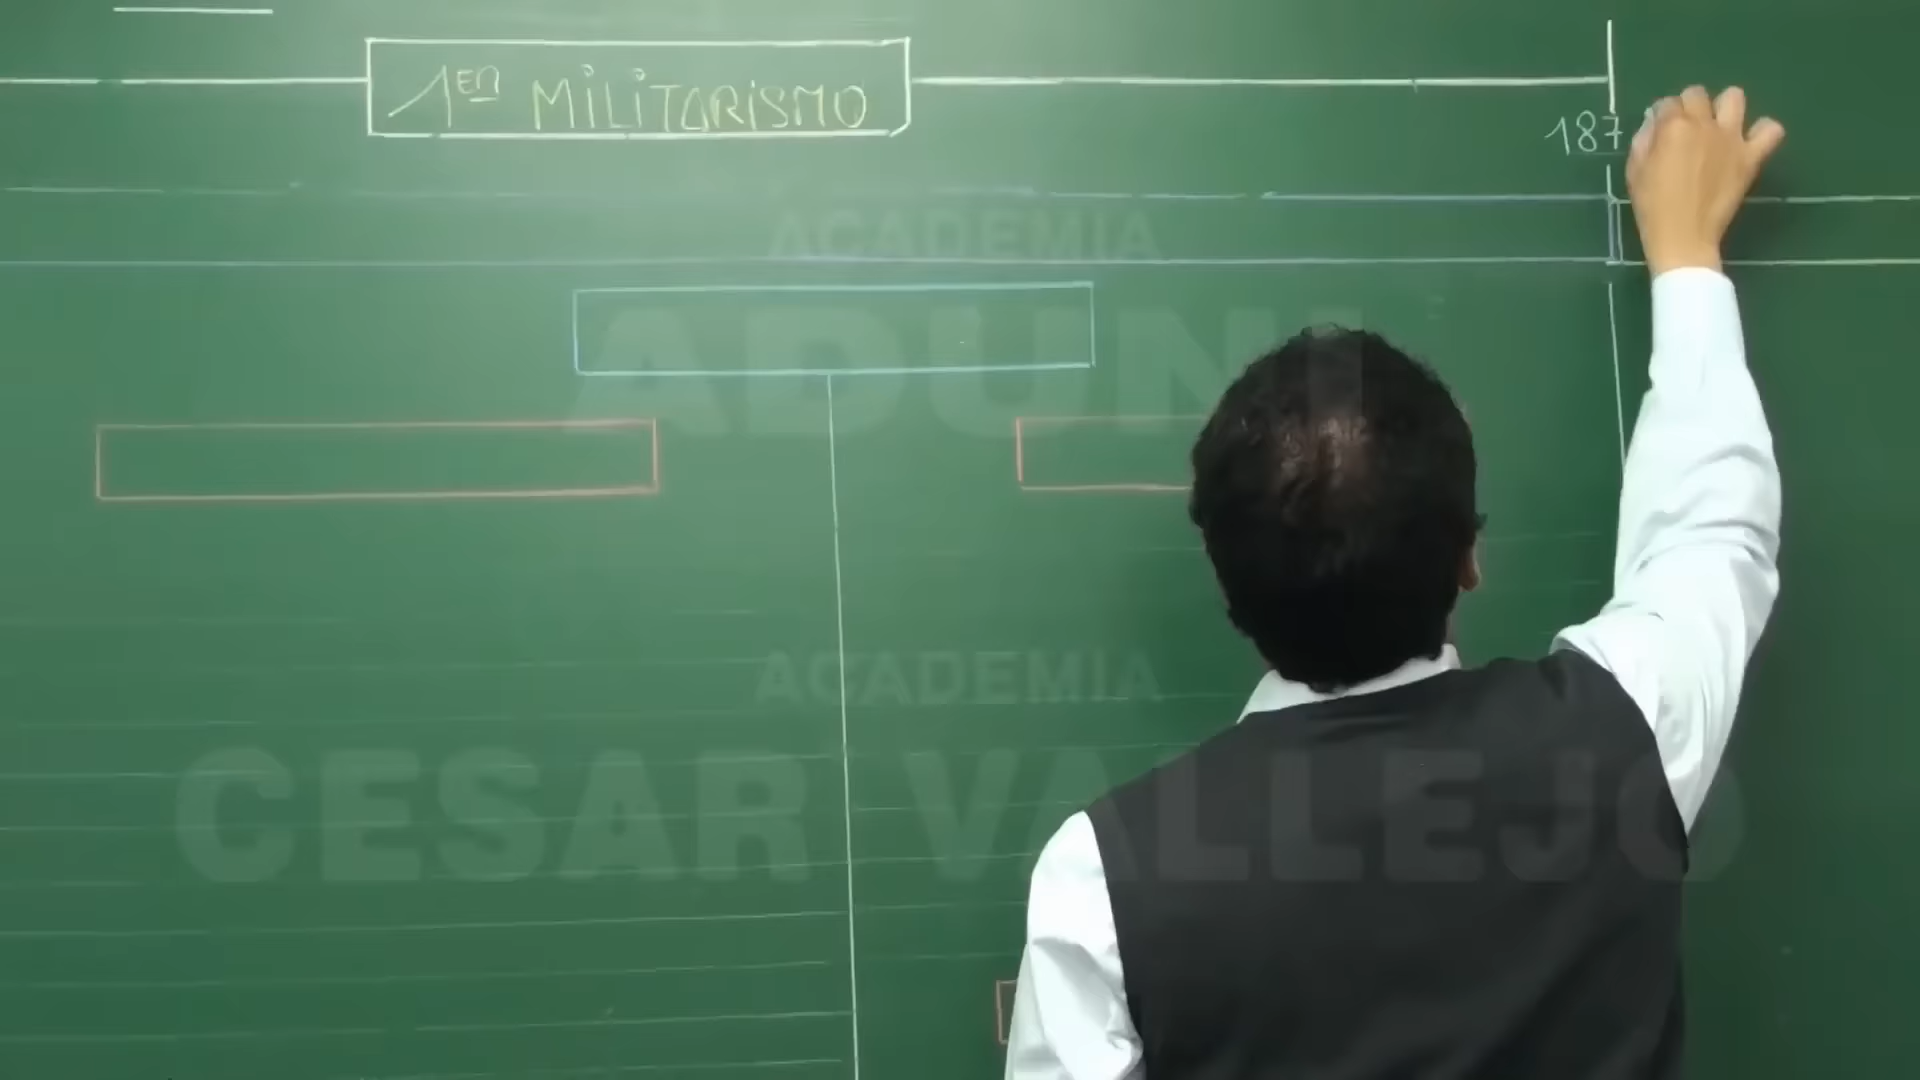 1ER MiLiTARiSMO
187
ACADEMIA
ADUNI
ACADEMIA
CESAR VALLEJO